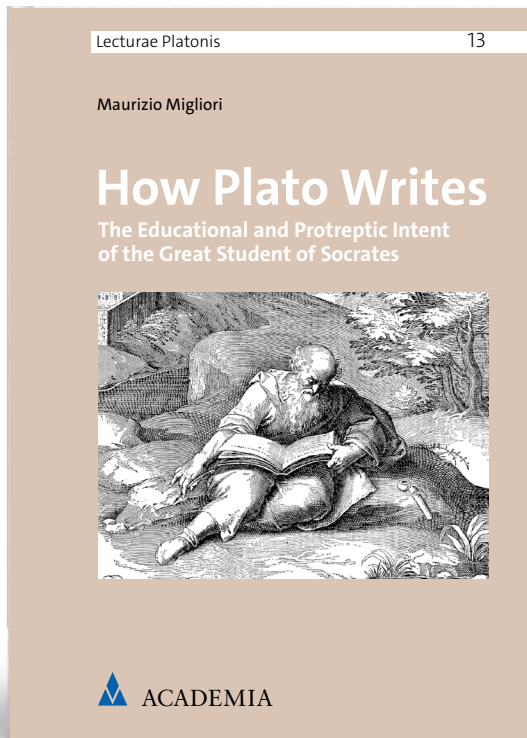 Lecturae Platonis 13
Maurizio Migliori
How Plato Writes
The Educational and Protreptic Intent
of the Great Student of Socrates
ACADEMIA